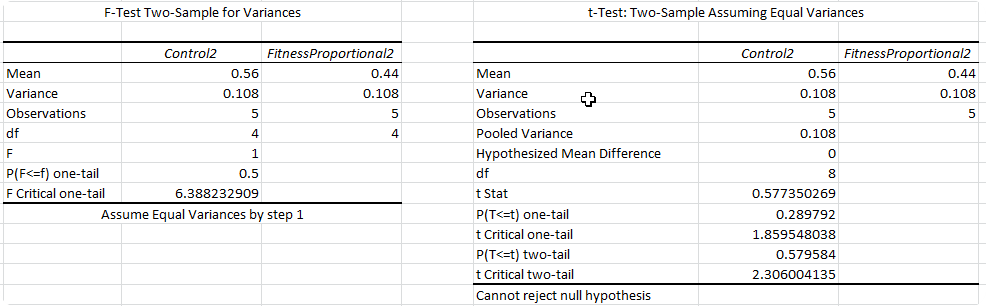 F-Test Two-Sample for Variances
Control2 FitnessProportional2
Mean 0.56 0.44
Variance 0.108 0.108
Observations 5 5
df 4 4
F 1
P(F<=f) one-tail 0.5
F Critical one-tail 6.388232909
Assume Equal Variances by step 1
t-Test: Two-Sample Assuming Equal Variances
Control2 FitnessProportional2
Mean 0.56 0.44
Variance 0.108 0.108
Observations 5 5
Pooled Variance 0.108
Hypothesized Mean Difference 0
df 8
t Stat 0.577350269
P(T<=t) one-tail 0.289792
t Critical one-tail 1.859548038
P(T<=t) two-tail 0.579584
t Critical two-tail 2.306004135
Cannot reject null hypothesis